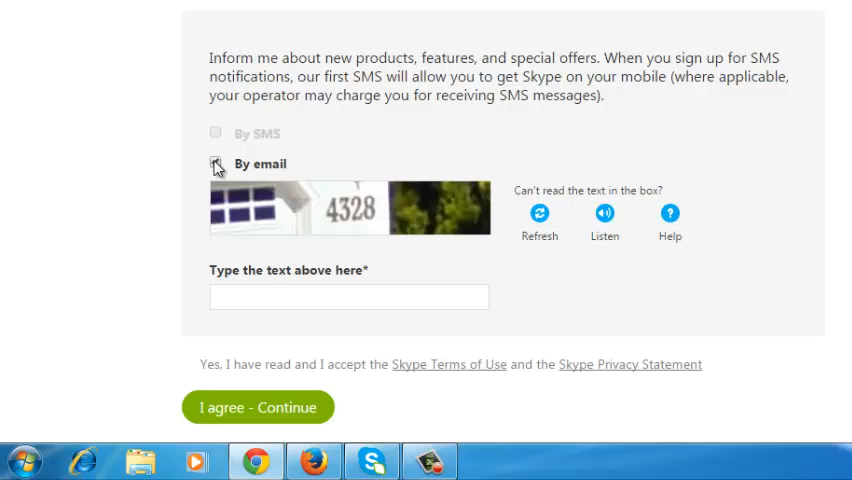 Inform me about new products, features, and special offers. When you sign up for SMS
notifications, our first SMS will allow you to get Skype on your mobile (where applicable,
your operator may charge you for receiving SMS messages).
By SMS
By email
4328
Can't read the text in the box?
Refresh
Listen
Help
Type the text above here*
Yes, I have read and I accept the Skype Terms of Use and the Skype Privacy Statement
I agree - Continue